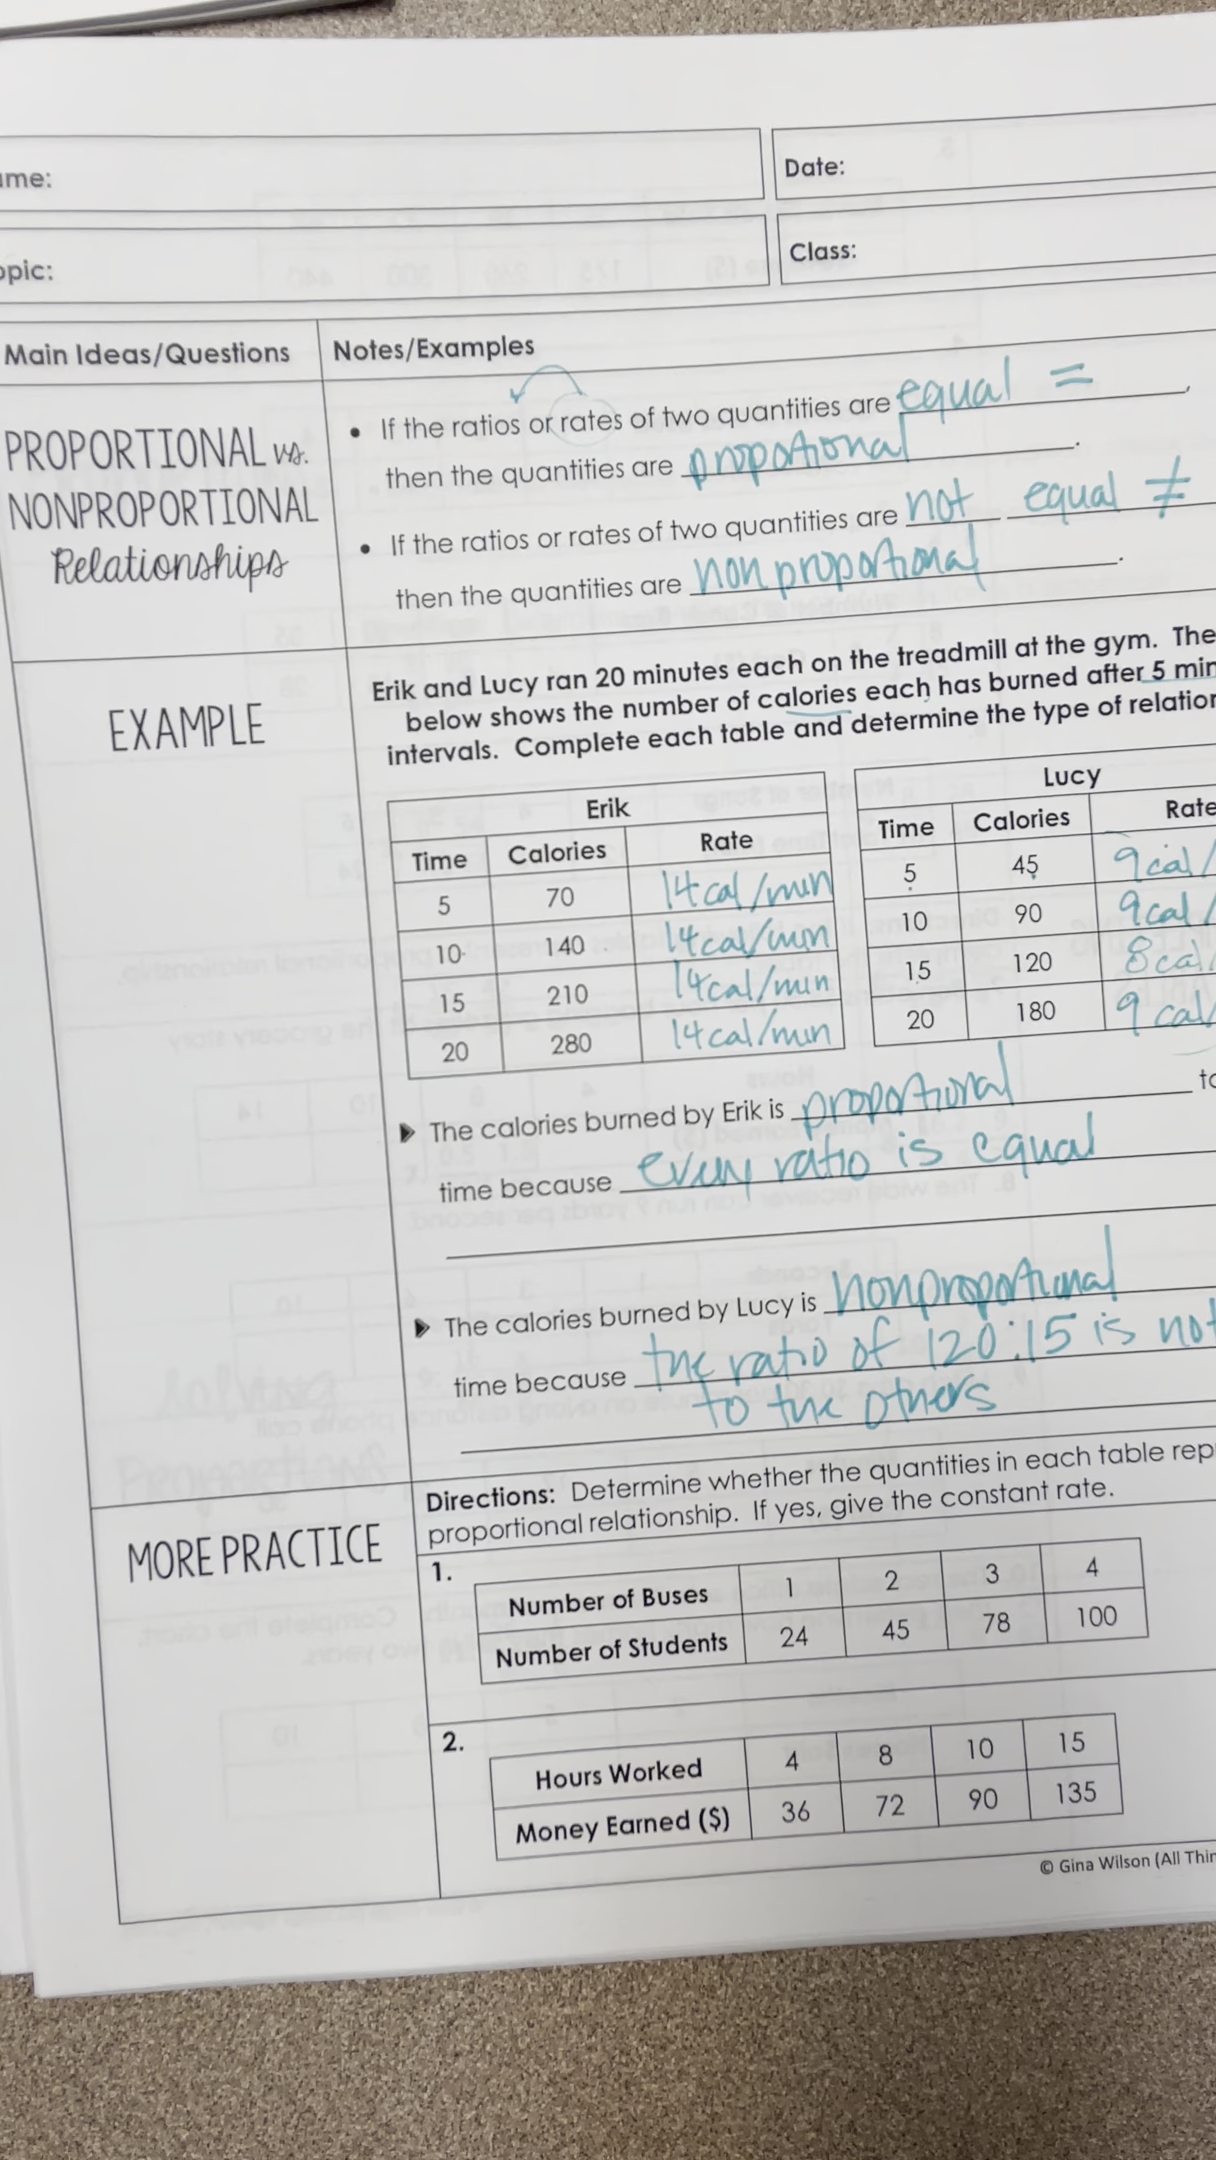 ame:
Date:
opic:
Class:
Main Ideas/Questions
Notes/Examples
PROPORTIONAL vs.
NONPROPORTIONAL
Relationships
• If the ratios or rates of two quantities are equal = ,
then the quantities are proportional .
• If the ratios or rates of two quantities are not equal ≠
then the quantities are nonproportional .
EXAMPLE
Erik and Lucy ran 20 minutes each on the treadmill at the gym. The
below shows the number of calories each has burned after 5 min
intervals. Complete each table and determine the type of relation
Erik
Time Calories Rate
5 70 14cal/min
10 140 14cal/min
15 210 14cal/min
20 280 14cal/min
Lucy
Time Calories Rate
5 45 9cal/
10 90 9cal/
15 120 8cal/
20 180 9cal/
The calories burned by Erik is proportional to
time because every ratio is equal
The calories burned by Lucy is nonproportional
time because the ratio of 120:15 is not
to the others
MORE PRACTICE
Directions: Determine whether the quantities in each table rep
proportional relationship. If yes, give the constant rate.
1.
Number of Buses 1 2 3 4
Number of Students 24 45 78 100
2.
Hours Worked 4 8 10 15
Money Earned ($) 36 72 90 135
© Gina Wilson (All Thin